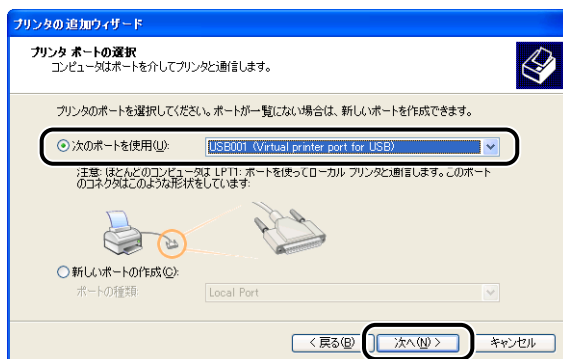 プリンタの追加ウィザード
プリンタ ポートの選択
コンピュータはポートを介してプリンタと通信します。
プリンタのポートを選択してください。ポートが一覧にない場合は、新しいポートを作成できます。
次のポートを使用(U):
USB001 (Virtual printer port for USB)
注意: ほとんどのコンピュータは LPT1: ポートを使ってローカル プリンタと通信します。このポート
のコネクタはこのような形状をしています:
新しいポートの作成(C):
ポートの種類:
Local Port
< 戻る(B)
次へ(N) >
キャンセル